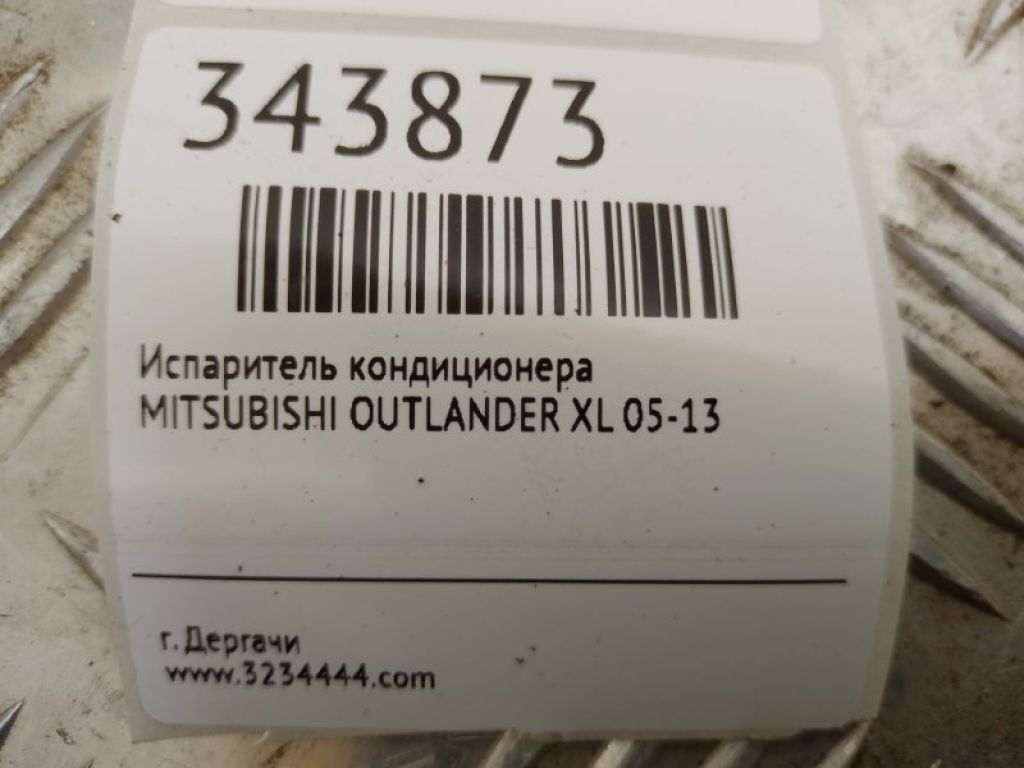 343873
Испаритель кондиционера
MITSUBISHI OUTLANDER XL 05-13
г. Дергачи
www.3234444.com